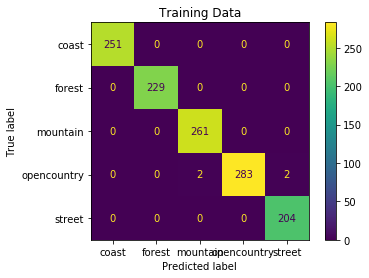 Training Data
coast 251 0 0 0 0
forest 0 229 0 0 0
mountain 0 0 261 0 0
opencountry 0 0 2 283 2
street 0 0 0 0 204
coast forest mountain opencountry street
True label
Predicted label
250
200
150
100
50
0